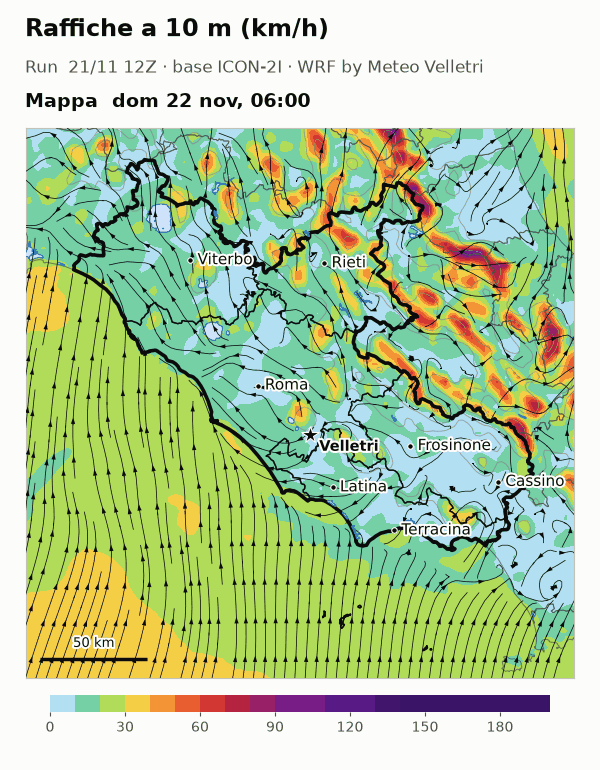 Raffiche a 10 m (km/h)
Run 21/11 12Z · base ICON-2I · WRF by Meteo Velletri
Mappa dom 22 nov, 06:00
Viterbo
Rieti
Roma
Velletri
Frosinone
Latina
Cassino
Terracina
50 km
0 30 60 90 120 150 180